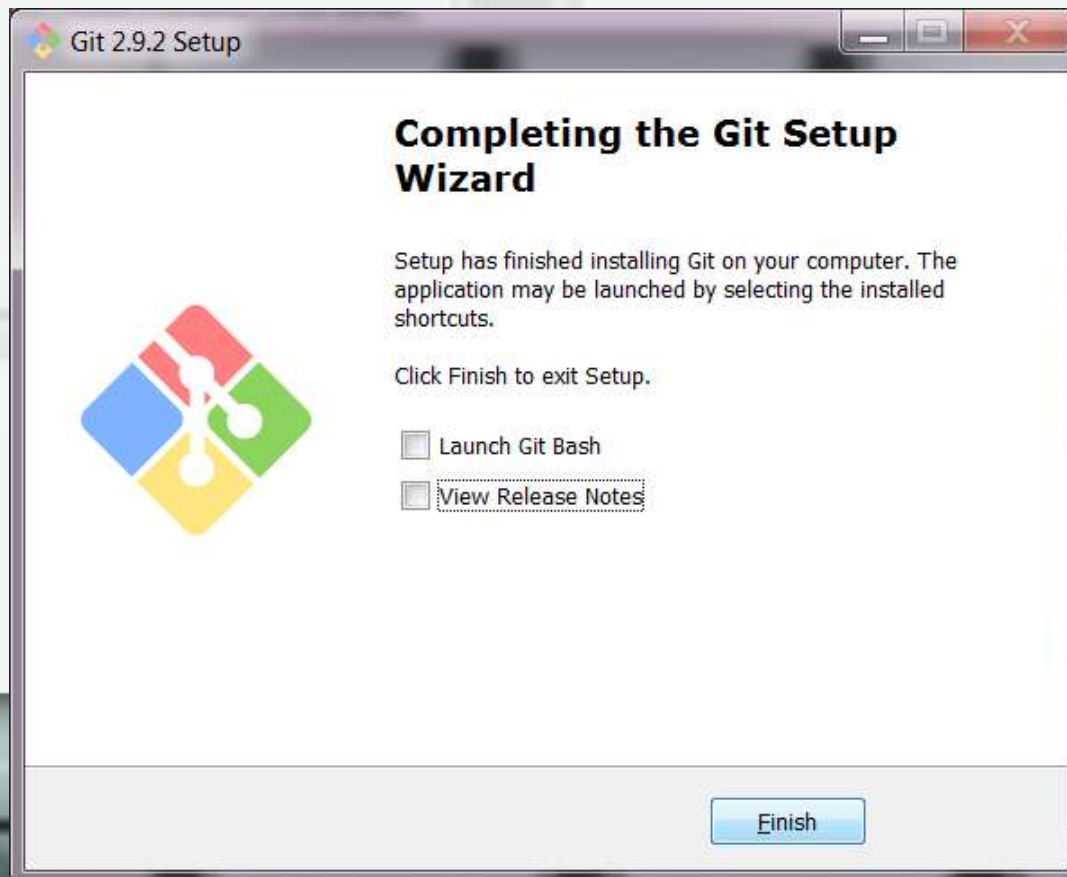 Git 2.9.2 Setup
Completing the Git Setup
Wizard
Setup has finished installing Git on your computer. The
application may be launched by selecting the installed
shortcuts.
Click Finish to exit Setup.
Launch Git Bash
View Release Notes
Finish